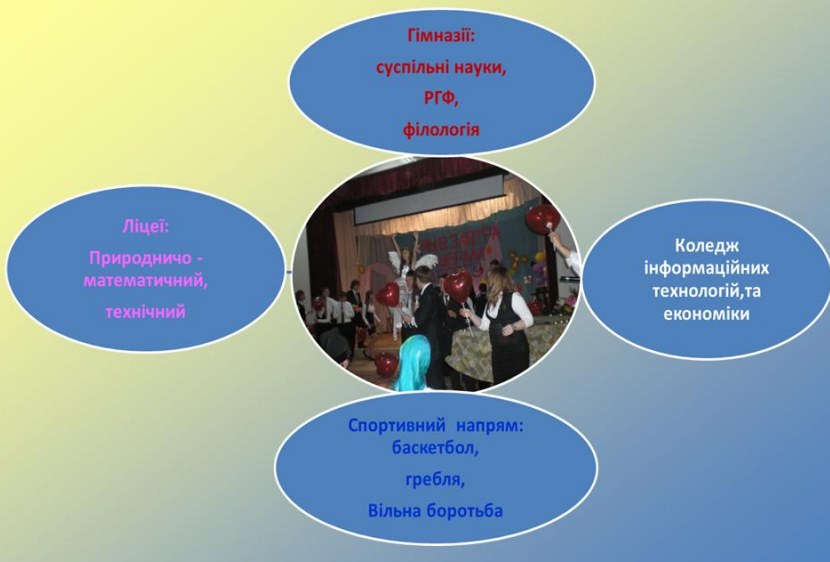 Гімназії:
суспільні науки,
РГФ,
філологія
Ліцеї:
Природничо -
математичний,
технічний
Коледж
інформаційних
технологій,та
економіки
Спортивний напрям:
баскетбол,
гребля,
Вільна боротьба